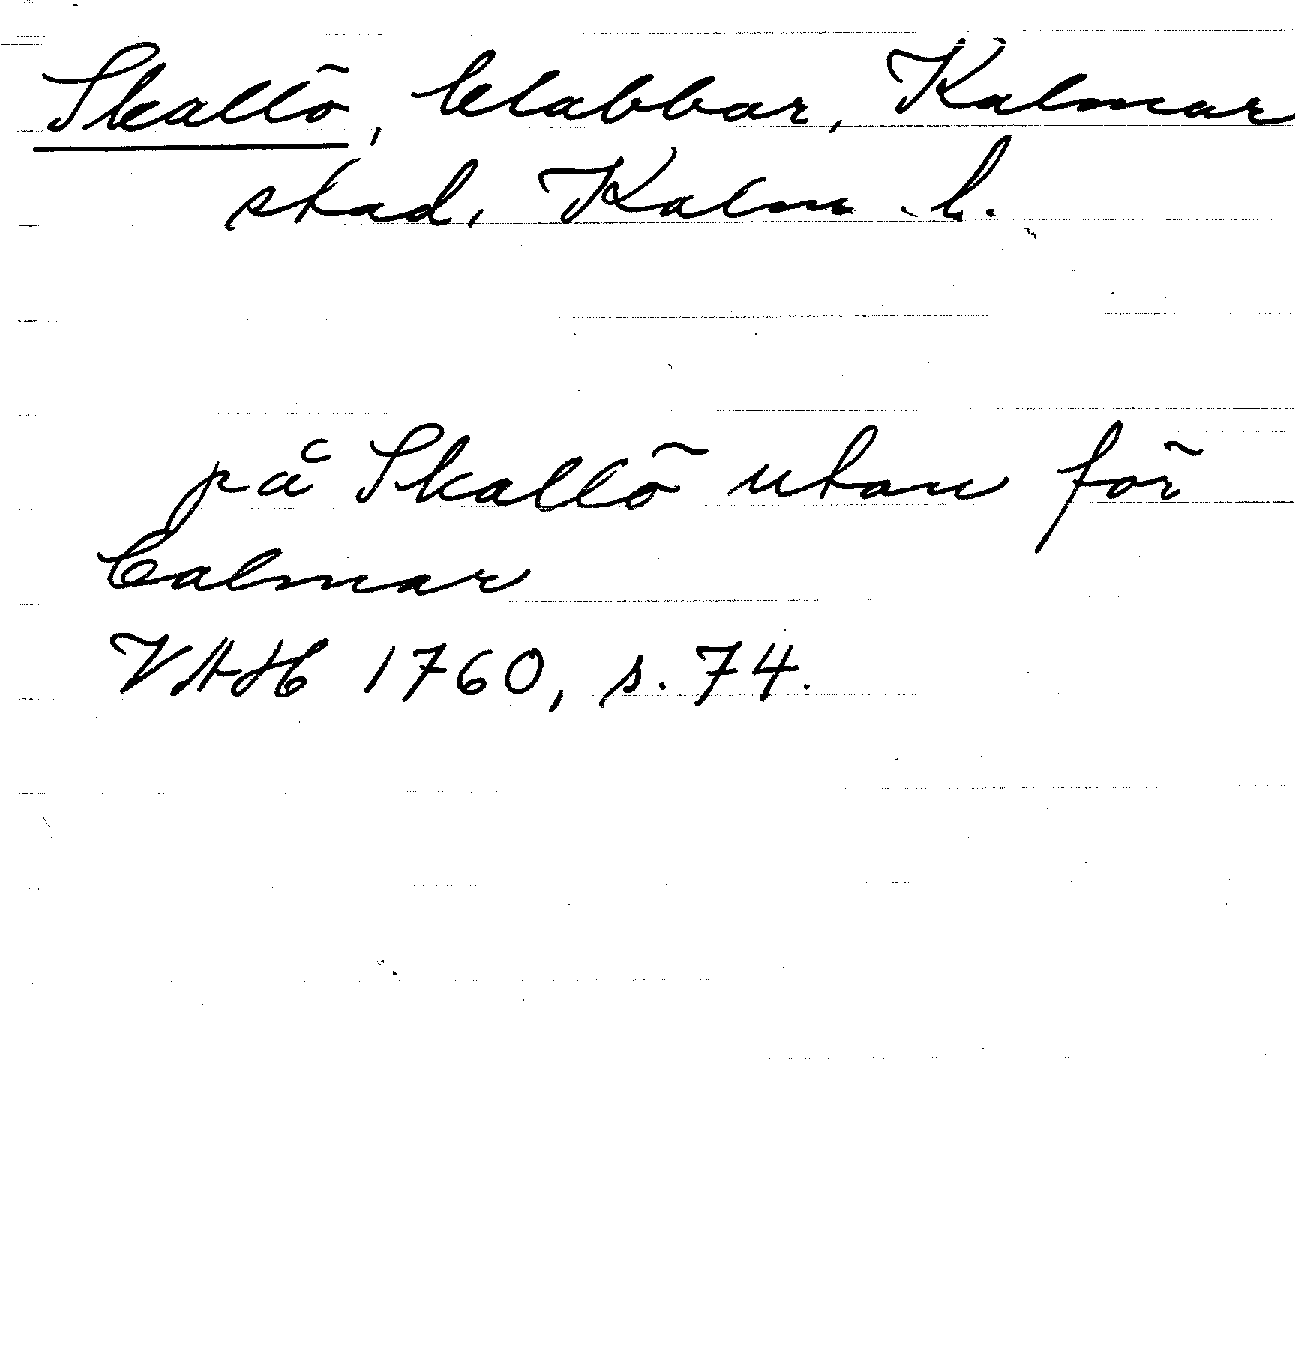 Skallö, klabbar, Kalmar
stad, Kalm. l.
på Skallö utan för
Calmar
VAH 1760, s. 74.